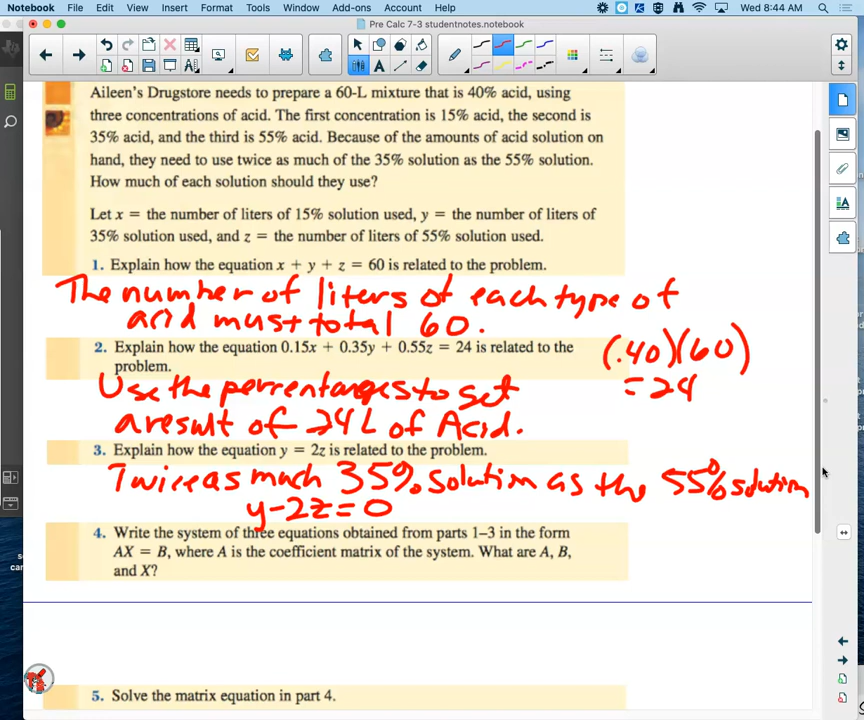 Notebook File Edit View Insert Format Tools Window Add-ons Account Help Wed 8:44 AM
Pre Calc 7-3 studentnotes.notebook
Aileen's Drugstore needs to prepare a 60-L mixture that is 40% acid, using
three concentrations of acid. The first concentration is 15% acid, the second is
35% acid, and the third is 55% acid. Because of the amounts of acid solution on
hand, they need to use twice as much of the 35% solution as the 55% solution.
How much of each solution should they use?
Let x = the number of liters of 15% solution used, y = the number of liters of
35% solution used, and z = the number of liters of 55% solution used.
1. Explain how the equation x + y + z = 60 is related to the problem.
The number of liters of each type of
acid must total 60.
2. Explain how the equation 0.15x + 0.35y + 0.55z = 24 is related to the
problem.
(.40)(60)
= 24
Use the percentages to get
a result of 24 L of Acid.
3. Explain how the equation y = 2z is related to the problem.
Twice as much 35% solution as the 55% solution
y-2z=0
4. Write the system of three equations obtained from parts 1–3 in the form
AX = B, where A is the coefficient matrix of the system. What are A, B,
and X?
5. Solve the matrix equation in part 4.